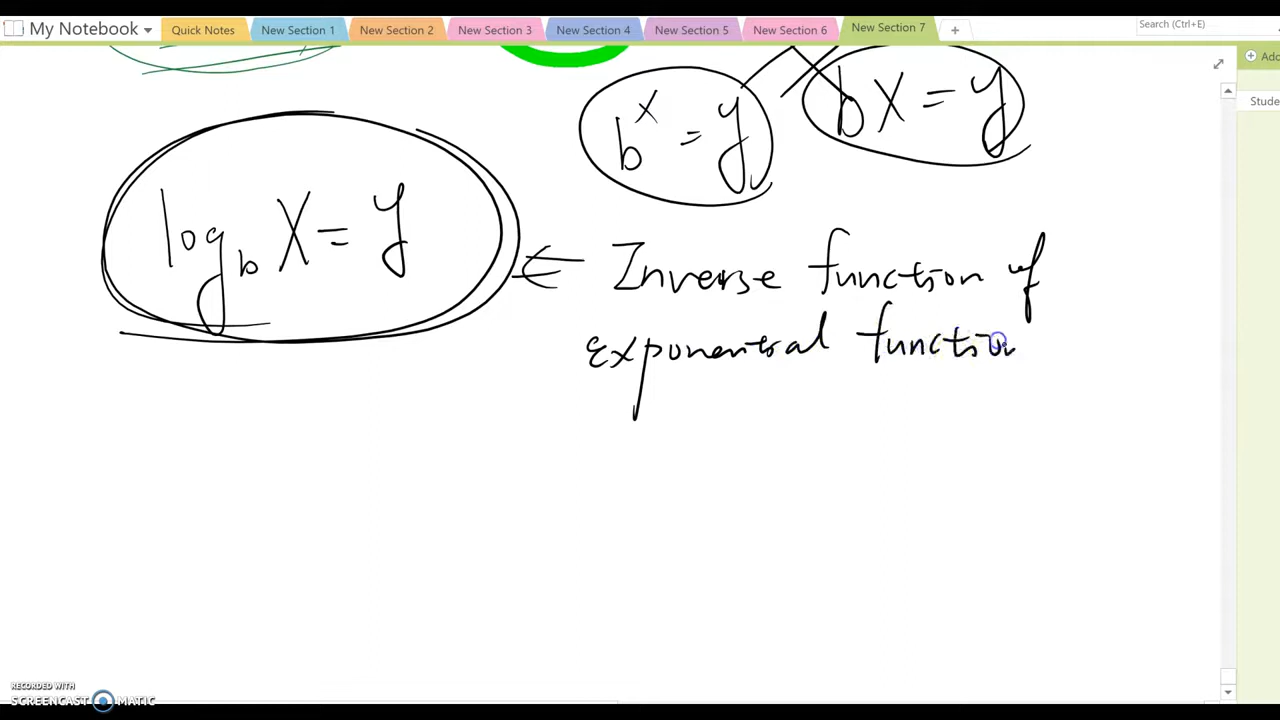 My Notebook
Quick Notes
New Section 1
New Section 2
New Section 3
New Section 4
New Section 5
New Section 6
New Section 7
Search (Ctrl+E)
Add
Stude
b^x = y
bx = y
log_b x = y
Inverse function of
exponential function
RECORDED WITH
SCREENCAST MATIC